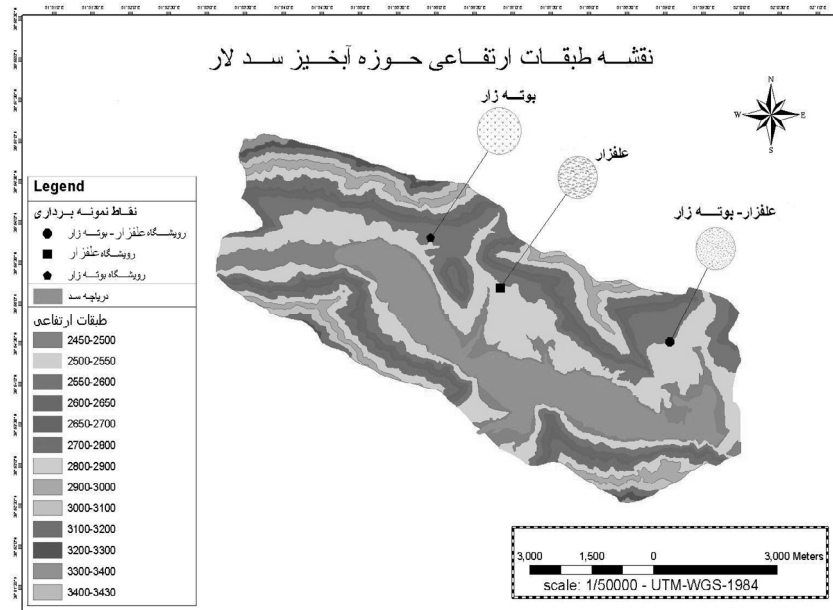 نقشه طبقات ارتفاعی حوزه آبخیز سد لار
بوته زار
علفزار
علفزار- بوته زار
N
W E
S
Legend
نقاط نمونه برداری
رویشگاه علفزار - بوته زار
رویشگاه علفزار
رویشگاه بوته زار
دریاچه سد
طبقات ارتفاعی
2450-2500
2500-2550
2550-2600
2600-2650
2650-2700
2700-2800
2800-2900
2900-3000
3000-3100
3100-3200
3200-3300
3300-3400
3400-3430
3,000 1,500 0 3,000 Meters
scale: 1/50000 - UTM-WGS-1984